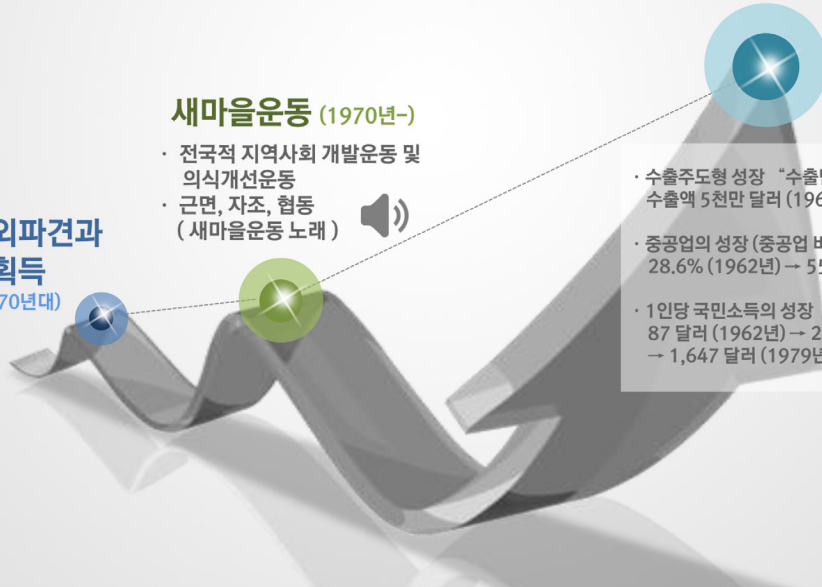 새마을운동 (1970년-)
· 전국적 지역사회 개발운동 및
의식개선운동
· 근면, 자조, 협동
( 새마을운동 노래 )
외파견과
획득
70년대)
· 수출주도형 성장 “수출
수출액 5천만 달러 (196
· 중공업의 성장 (중공업 비
28.6% (1962년) → 5
· 1인당 국민소득의 성장
87 달러 (1962년) → 2
→ 1,647 달러 (1979년